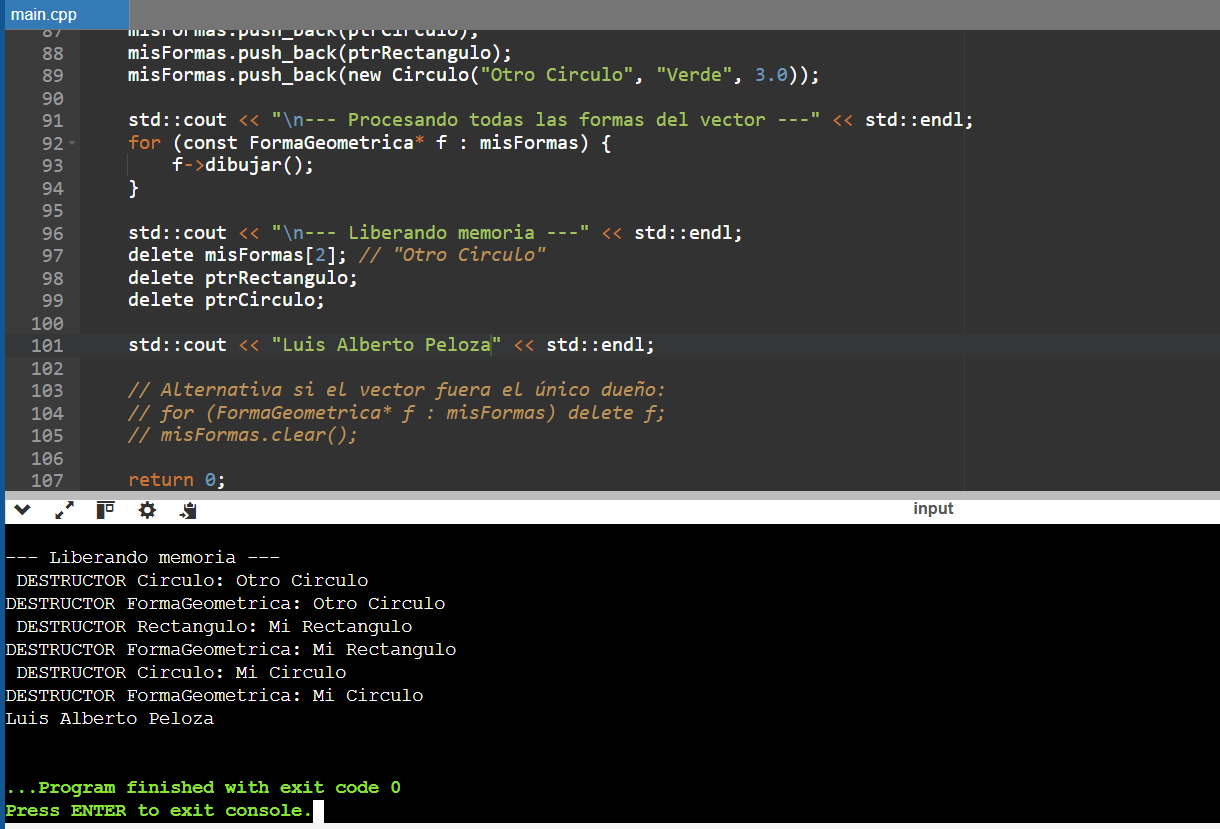 main.cpp
87 misFormas.push_back(ptrCirculo);
88 misFormas.push_back(ptrRectangulo);
89 misFormas.push_back(new Circulo("Otro Circulo", "Verde", 3.0));
90
91 std::cout << "\n--- Procesando todas las formas del vector ---" << std::endl;
92 for (const FormaGeometrica* f : misFormas) {
93 f->dibujar();
94 }
95
96 std::cout << "\n--- Liberando memoria ---" << std::endl;
97 delete misFormas[2]; // "Otro Circulo"
98 delete ptrRectangulo;
99 delete ptrCirculo;
100
101 std::cout << "Luis Alberto Peloza" << std::endl;
102
103 // Alternativa si el vector fuera el único dueño:
104 // for (FormaGeometrica* f : misFormas) delete f;
105 // misFormas.clear();
106
107 return 0;
input
--- Liberando memoria ---
DESTRUCTOR Circulo: Otro Circulo
DESTRUCTOR FormaGeometrica: Otro Circulo
DESTRUCTOR Rectangulo: Mi Rectangulo
DESTRUCTOR FormaGeometrica: Mi Rectangulo
DESTRUCTOR Circulo: Mi Circulo
DESTRUCTOR FormaGeometrica: Mi Circulo
Luis Alberto Peloza
...Program finished with exit code 0
Press ENTER to exit console.